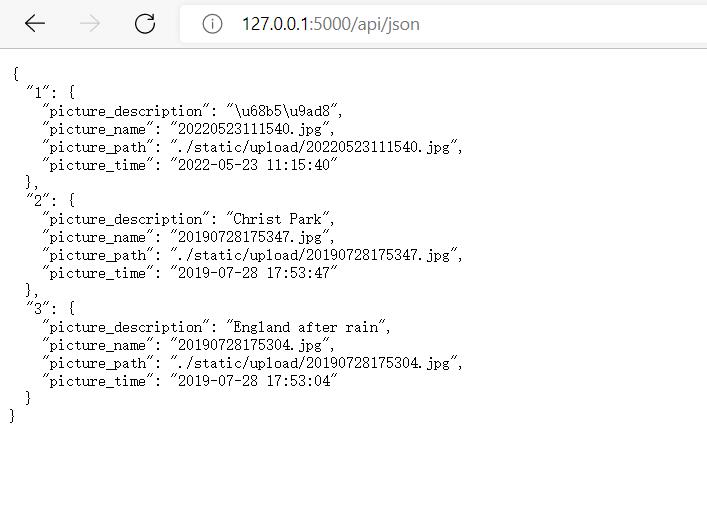 127.0.0.1:5000/api/json
{
  "1": {
    "picture_description": "\u68b5\u9ad8",
    "picture_name": "20220523111540.jpg",
    "picture_path": "./static/upload/20220523111540.jpg",
    "picture_time": "2022-05-23 11:15:40"
  },
  "2": {
    "picture_description": "Christ Park",
    "picture_name": "20190728175347.jpg",
    "picture_path": "./static/upload/20190728175347.jpg",
    "picture_time": "2019-07-28 17:53:47"
  },
  "3": {
    "picture_description": "England after rain",
    "picture_name": "20190728175304.jpg",
    "picture_path": "./static/upload/20190728175304.jpg",
    "picture_time": "2019-07-28 17:53:04"
  }
}